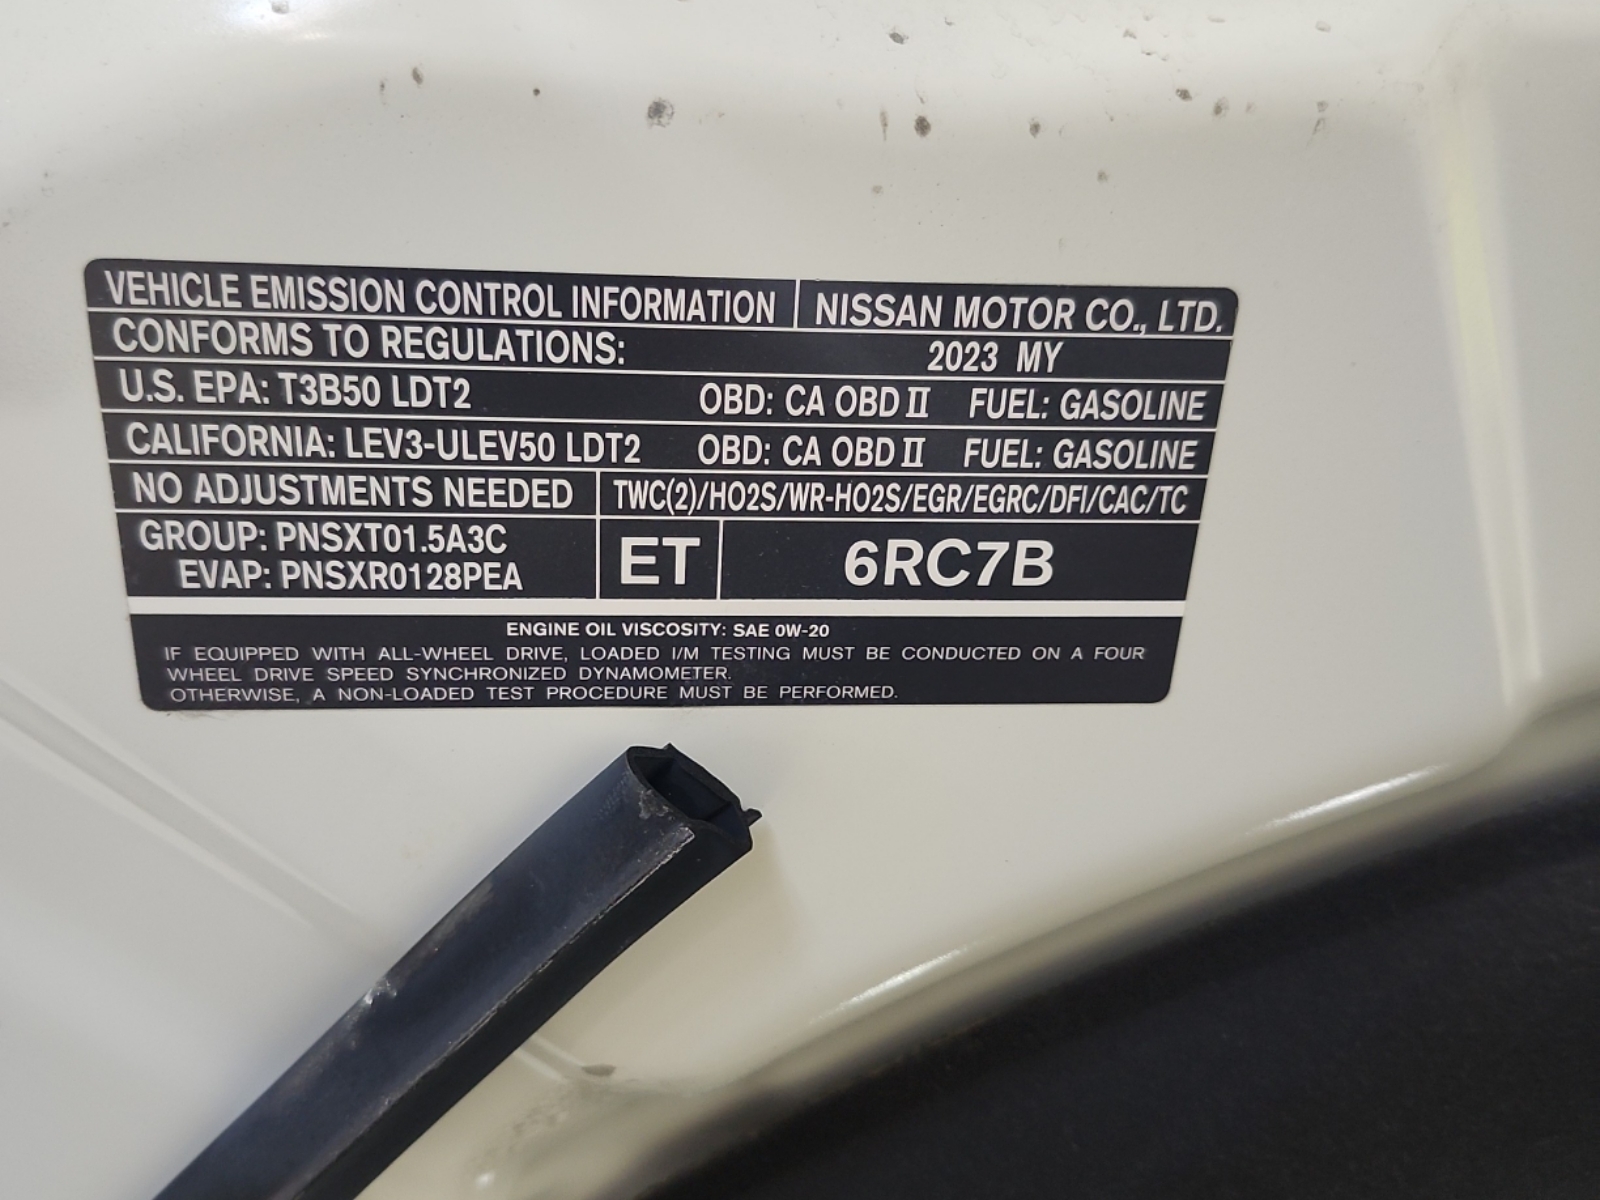 VEHICLE EMISSION CONTROL INFORMATION NISSAN MOTOR CO., LTD.
CONFORMS TO REGULATIONS: 2023 MY
U.S. EPA: T3B50 LDT2 OBD: CA OBD II FUEL: GASOLINE
CALIFORNIA: LEV3-ULEV50 LDT2 OBD: CA OBD II FUEL: GASOLINE
NO ADJUSTMENTS NEEDED TWC(2)/HO2S/WR-HO2S/EGR/EGRC/DFI/CAC/TC
GROUP: PNSXT01.5A3C
EVAP: PNSXR0128PEA
ET 6RC7B
ENGINE OIL VISCOSITY: SAE 0W-20
IF EQUIPPED WITH ALL-WHEEL DRIVE, LOADED I/M TESTING MUST BE CONDUCTED ON A FOUR
WHEEL DRIVE SPEED SYNCHRONIZED DYNAMOMETER.
OTHERWISE, A NON-LOADED TEST PROCEDURE MUST BE PERFORMED.